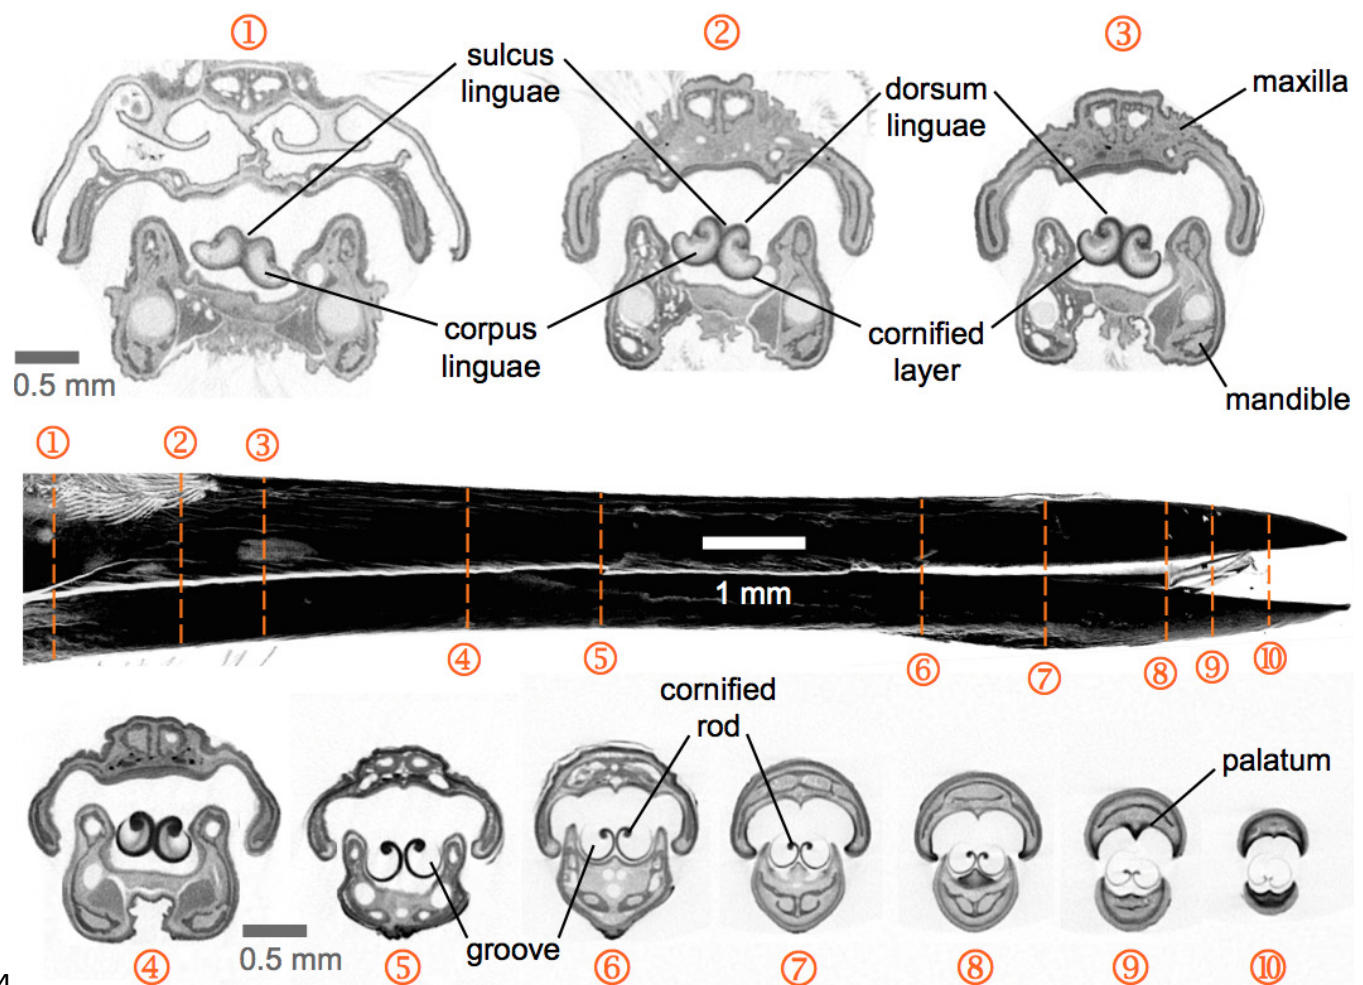 ① ② ③
sulcus
linguae
dorsum
linguae
maxilla
corpus
linguae
cornified
layer
mandible
0.5 mm
① ② ③
1 mm
④ ⑤ ⑥ ⑦ ⑧ ⑨ ⑩
cornified
rod
palatum
groove
0.5 mm
④ ⑤ ⑥ ⑦ ⑧ ⑨ ⑩